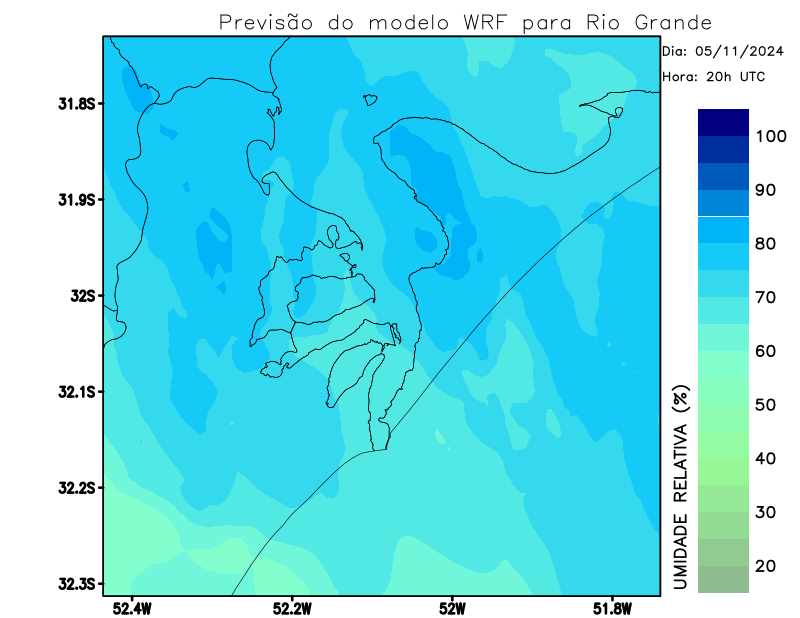 Previsão do modelo WRF para Rio Grande
Dia: 05/11/2024
Hora: 20h UTC
31.8S
31.9S
32S
32.1S
32.2S
32.3S
52.4W 52.2W 52W 51.8W
100
90
80
70
60
50
40
30
20
UMIDADE RELATIVA (%)